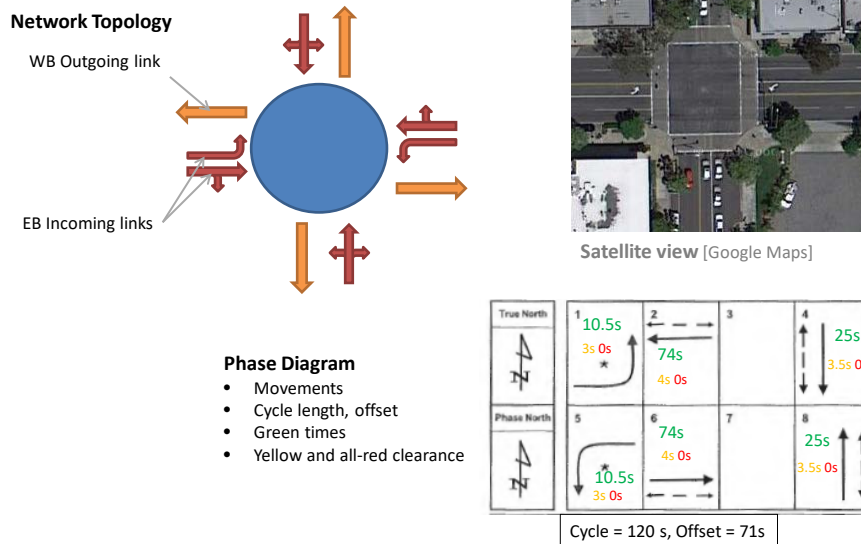 Network Topology
WB Outgoing link
EB Incoming links
Satellite view [Google Maps]
Phase Diagram
• Movements
• Cycle length, offset
• Green times
• Yellow and all-red clearance
True North
N
1
10.5s
3s 0s
*
2
74s
4s 0s
3
4
25s
3.5s 0
Phase North
N
5
*
10.5s
3s 0s
6
74s
4s 0s
7
8
25s
3.5s 0s
Cycle = 120 s, Offset = 71s